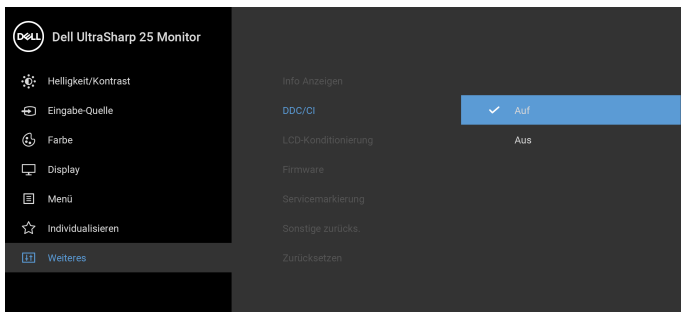 DELL
Dell UltraSharp 25 Monitor
Helligkeit/Kontrast
Eingabe-Quelle
Farbe
Display
Menü
Individualisieren
Weiteres
Info Anzeigen
DDC/CI
LCD-Konditionierung
Firmware
Servicemarkierung
Sonstige zurücks.
Zurücksetzen
Auf
Aus